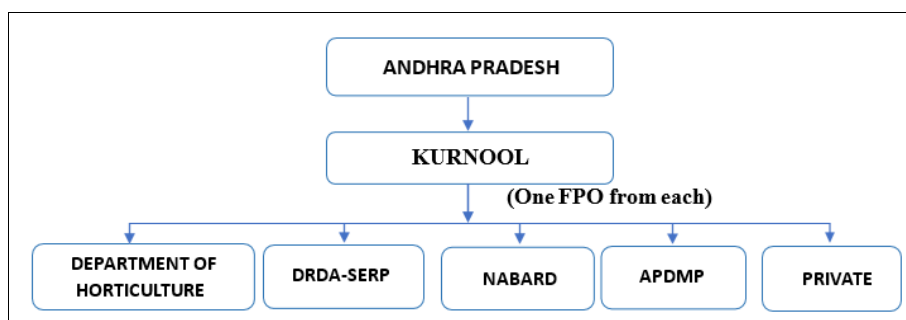 ANDHRA PRADESH
KURNOOL
(One FPO from each)
DEPARTMENT OF
HORTICULTURE
DRDA-SERP
NABARD
APDMP
PRIVATE